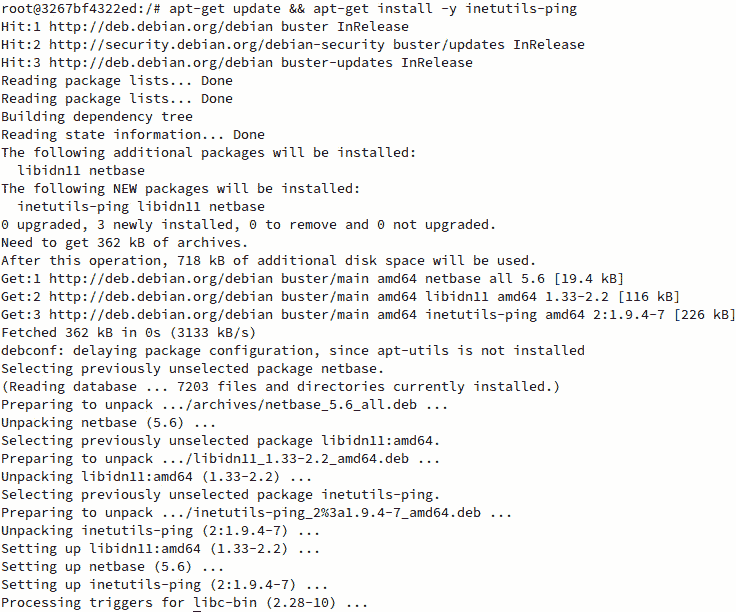 root@3267bf4322ed:/# apt-get update && apt-get install -y inetutils-ping
Hit:1 http://deb.debian.org/debian buster InRelease
Hit:2 http://security.debian.org/debian-security buster/updates InRelease
Hit:3 http://deb.debian.org/debian buster-updates InRelease
Reading package lists... Done
Reading package lists... Done
Building dependency tree
Reading state information... Done
The following additional packages will be installed:
  libidn11 netbase
The following NEW packages will be installed:
  inetutils-ping libidn11 netbase
0 upgraded, 3 newly installed, 0 to remove and 0 not upgraded.
Need to get 362 kB of archives.
After this operation, 718 kB of additional disk space will be used.
Get:1 http://deb.debian.org/debian buster/main amd64 netbase all 5.6 [19.4 kB]
Get:2 http://deb.debian.org/debian buster/main amd64 libidn11 amd64 1.33-2.2 [116 kB]
Get:3 http://deb.debian.org/debian buster/main amd64 inetutils-ping amd64 2:1.9.4-7 [226 kB]
Fetched 362 kB in 0s (3133 kB/s)
debconf: delaying package configuration, since apt-utils is not installed
Selecting previously unselected package netbase.
(Reading database ... 7203 files and directories currently installed.)
Preparing to unpack .../archives/netbase_5.6_all.deb ...
Unpacking netbase (5.6) ...
Selecting previously unselected package libidn11:amd64.
Preparing to unpack .../libidn11_1.33-2.2_amd64.deb ...
Unpacking libidn11:amd64 (1.33-2.2) ...
Selecting previously unselected package inetutils-ping.
Preparing to unpack .../inetutils-ping_2%3a1.9.4-7_amd64.deb ...
Unpacking inetutils-ping (2:1.9.4-7) ...
Setting up libidn11:amd64 (1.33-2.2) ...
Setting up netbase (5.6) ...
Setting up inetutils-ping (2:1.9.4-7) ...
Processing triggers for libc-bin (2.28-10) ...